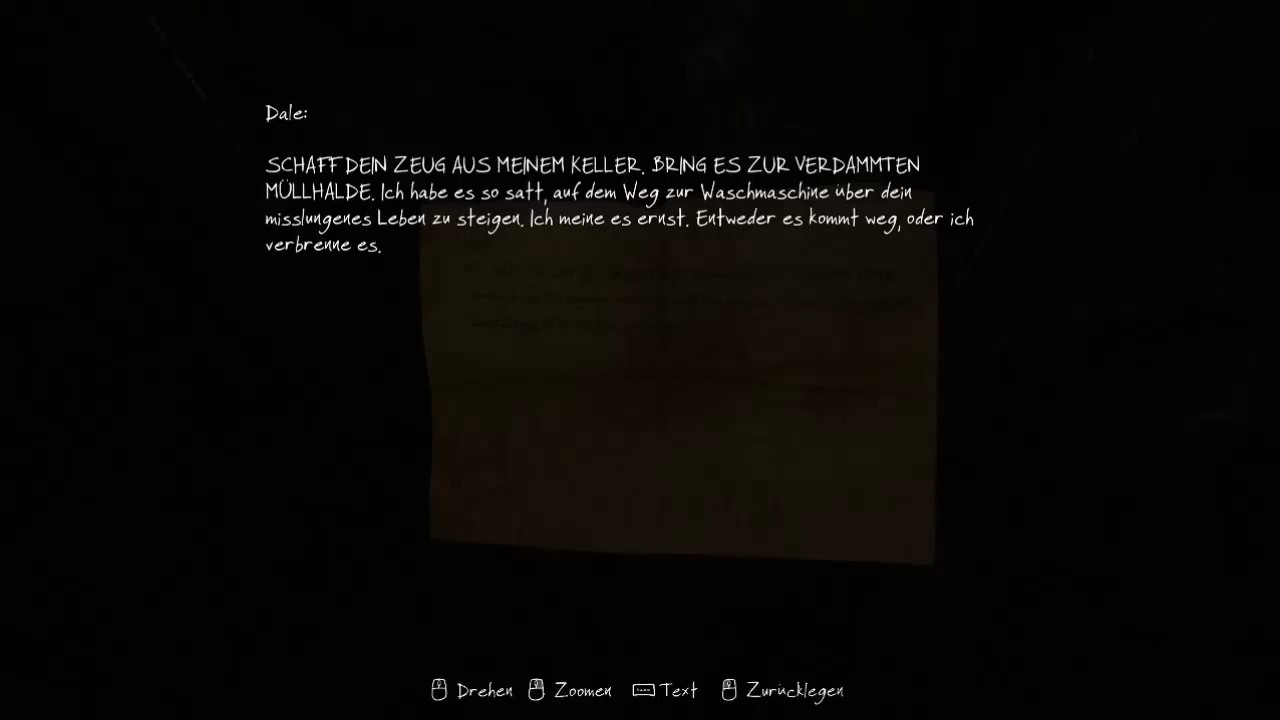 Dale:
SCHAFF DEIN ZEUG AUS MEINEM KELLER. BRING ES ZUR VERDAMMTEN
MÜLLHALDE. Ich habe es so satt, auf dem Weg zur Waschmaschine über dein
misslungenes Leben zu steigen. Ich meine es ernst. Entweder es kommt weg, oder ich
verbrenne es.
Drehen Zoomen Text Zurücklegen